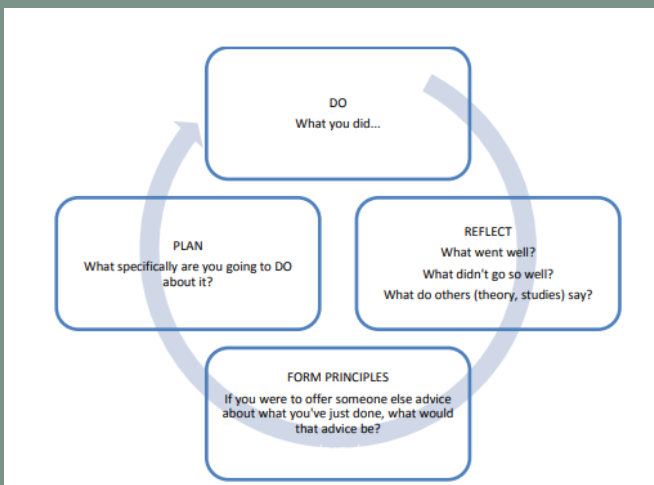 DO
What you did...
REFLECT
What went well?
What didn't go so well?
What do others (theory, studies) say?
FORM PRINCIPLES
If you were to offer someone else advice
about what you've just done, what would
that advice be?
PLAN
What specifically are you going to DO
about it?